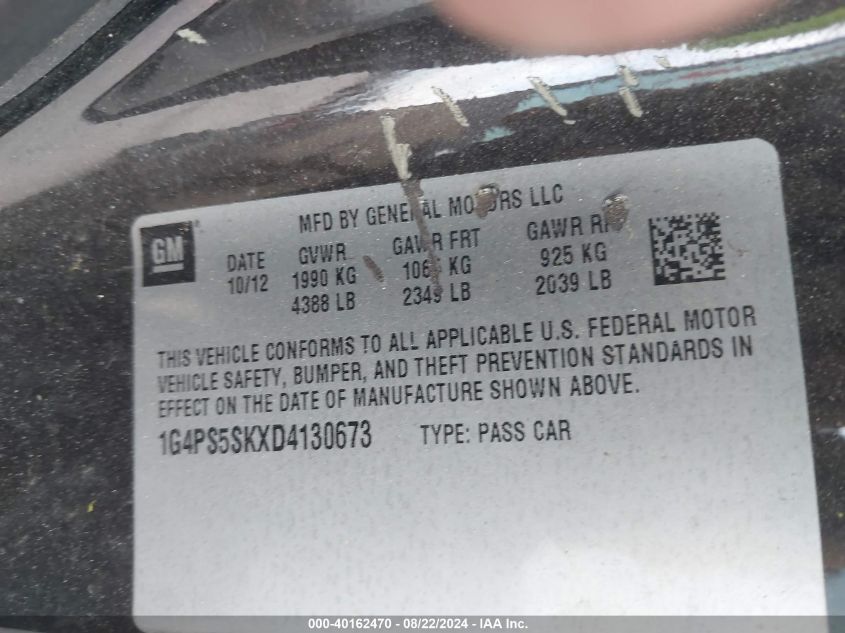 MFD BY GENERAL MOTORS LLC
GM
DATE GVWR GAWR FRT GAWR RR
10/12 1990 KG KG 925 KG
4388 LB 2349 LB 2039 LB
THIS VEHICLE CONFORMS TO ALL APPLICABLE U.S. FEDERAL MOTOR
VEHICLE SAFETY, BUMPER, AND THEFT PREVENTION STANDARDS IN
EFFECT ON THE DATE OF MANUFACTURE SHOWN ABOVE.
1G4PS5SKXD4130673 TYPE: PASS CAR
000-40162470 - 08/22/2024 - IAA Inc.